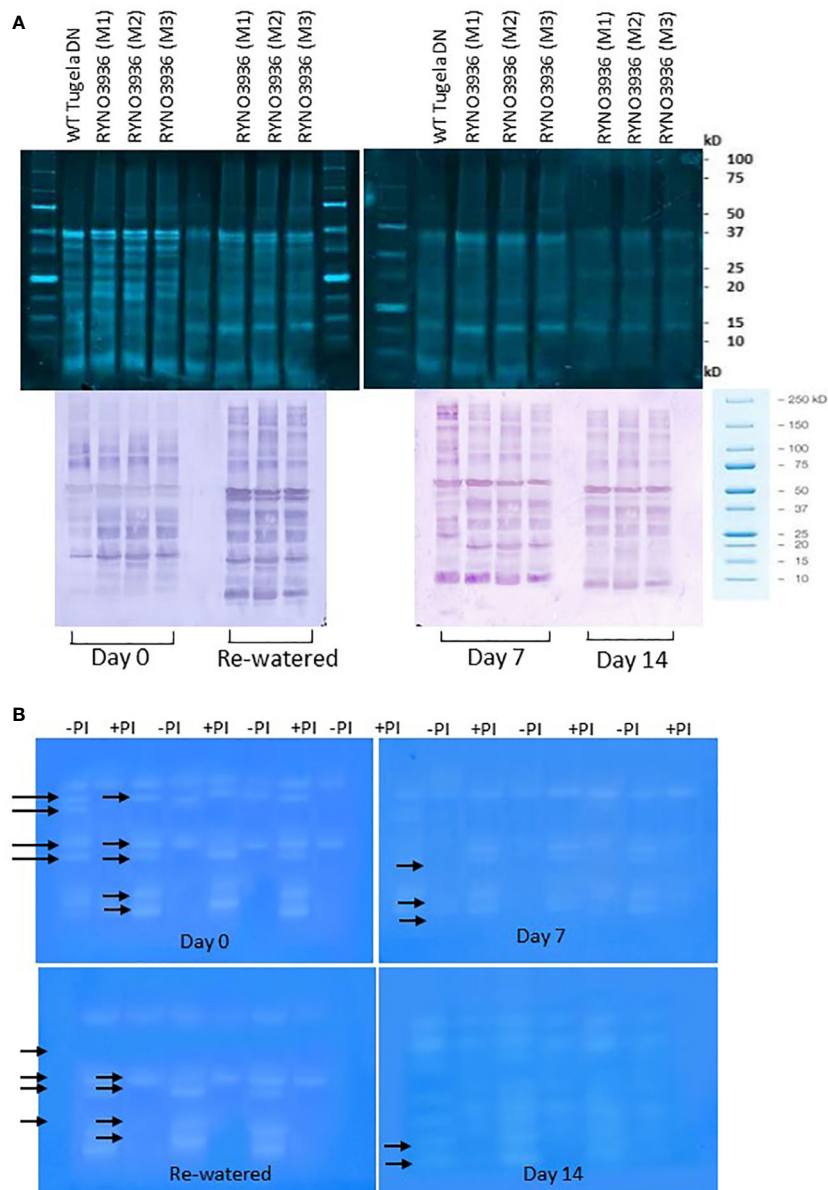 A
WT Tugela DN
RYNO3936 (M1)
RYNO3936 (M2)
RYNO3936 (M3)
RYNO3936 (M1)
RYNO3936 (M2)
RYNO3936 (M3)
WT Tugela DN
RYNO3936 (M1)
RYNO3936 (M2)
RYNO3936 (M3)
RYNO3936 (M1)
RYNO3936 (M2)
RYNO3936 (M3)
kD
- 100
- 75
- 50
- 37
- 25
- 20
- 15
- 10
kD
– 250 kD
– 150
– 100
– 75
– 50
– 37
– 25
– 20
– 15
– 10
Day 0
Re-watered
Day 7
Day 14
B
-PI +PI -PI +PI -PI +PI -PI +PI -PI +PI -PI +PI -PI +PI
Day 0
Day 7
Re-watered
Day 14